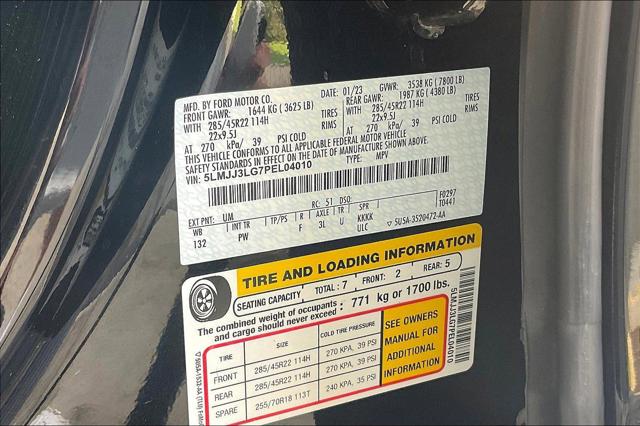 MFD. BY FORD MOTOR CO.
DATE: 01/23 GVWR: 3538 KG (7800 LB)
FRONT GAWR: 1644 KG (3625 LB) REAR GAWR: 1987 KG (4380 LB)
WITH 285/45R22 114H TIRES WITH 285/45R22 114H TIRES
22x9.5J RIMS 22x9.5J RIMS
AT 270 kPa/ 39 PSI COLD AT 270 kPa/ 39 PSI COLD
THIS VEHICLE CONFORMS TO ALL APPLICABLE FEDERAL MOTOR VEHICLE
SAFETY STANDARDS IN EFFECT ON THE DATE OF MANUFACTURE SHOWN ABOVE.
VIN: 5LMJJ3LG7PEL04010 TYPE: MPV
F0297
T0441
EXT PNT: UM RC: 51 DSO
WB INT TR TP/PS R AXLE TR SPR
132 PW F 3L U KKKK
ULC ▽ 5USA-3520472-AA
TIRE AND LOADING INFORMATION
SEATING CAPACITY TOTAL: 7 FRONT: 2 REAR: 5
The combined weight of occupants
and cargo should never exceed : 771 kg or 1700 lbs.
TIRE SIZE COLD TIRE PRESSURE
FRONT 285/45R22 114H 270 KPA, 39 PSI
REAR 285/45R22 114H 270 KPA, 39 PSI
SPARE 255/70R18 113T 240 KPA, 35 PSI
SEE OWNERS
MANUAL FOR
ADDITIONAL
INFORMATION
5LMJJ3LG7PEL04010